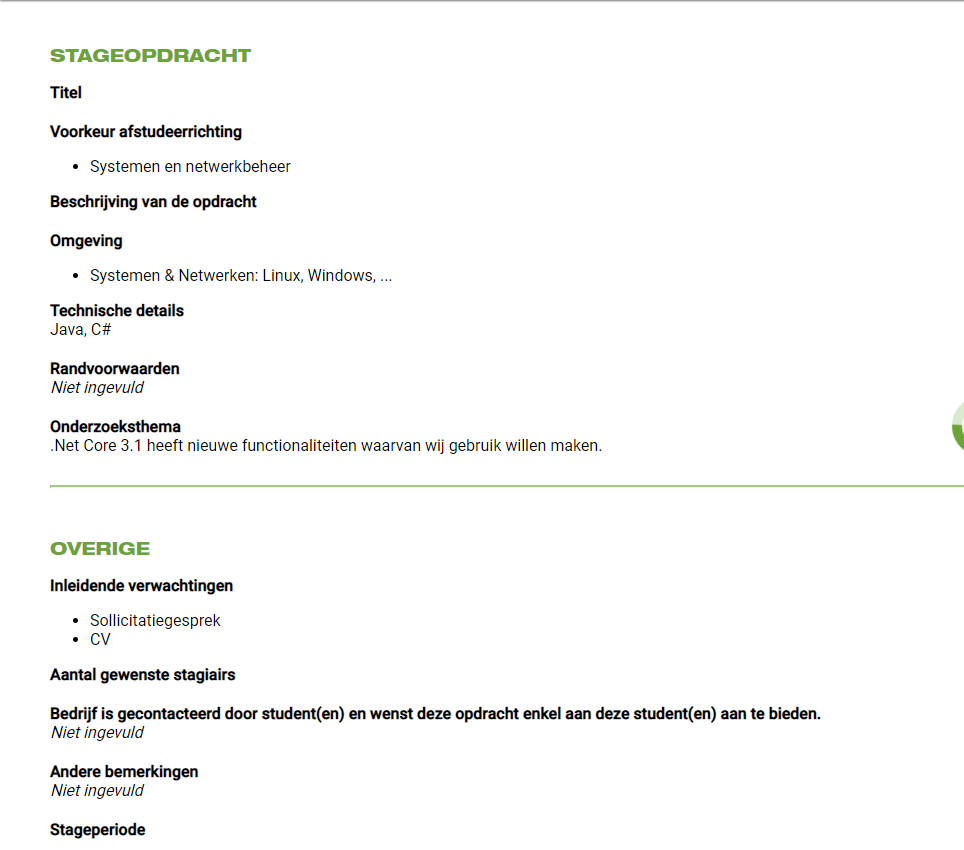 STAGEOPDRACHT
Titel
Voorkeur afstudeerrichting
• Systemen en netwerkbeheer
Beschrijving van de opdracht
Omgeving
• Systemen & Netwerken: Linux, Windows, ...
Technische details
Java, C#
Randvoorwaarden
Niet ingevuld
Onderzoeksthema
.Net Core 3.1 heeft nieuwe functionaliteiten waarvan wij gebruik willen maken.
OVERIGE
Inleidende verwachtingen
• Sollicitatiegesprek
• CV
Aantal gewenste stagiairs
Bedrijf is gecontacteerd door student(en) en wenst deze opdracht enkel aan deze student(en) aan te bieden.
Niet ingevuld
Andere bemerkingen
Niet ingevuld
Stageperiode